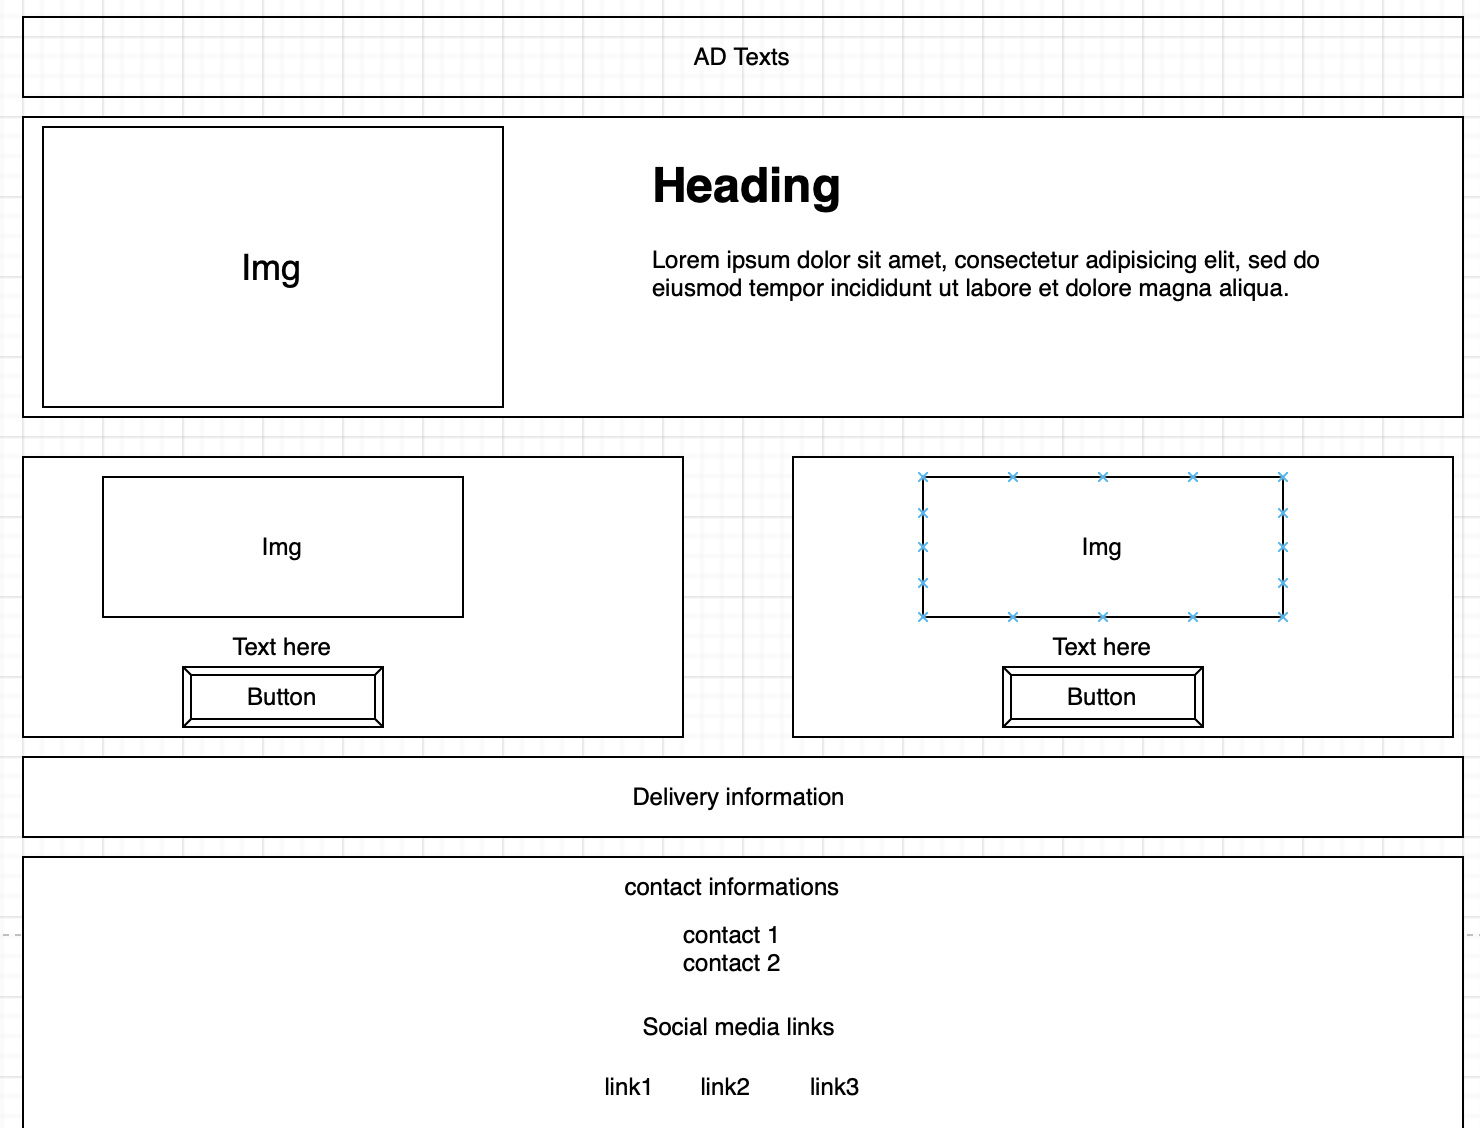 AD Texts
Img
Heading
Lorem ipsum dolor sit amet, consectetur adipisicing elit, sed do
eiusmod tempor incididunt ut labore et dolore magna aliqua.
Img
Text here
Button
Img
Text here
Button
Delivery information
contact informations
contact 1
contact 2
Social media links
link1 link2 link3